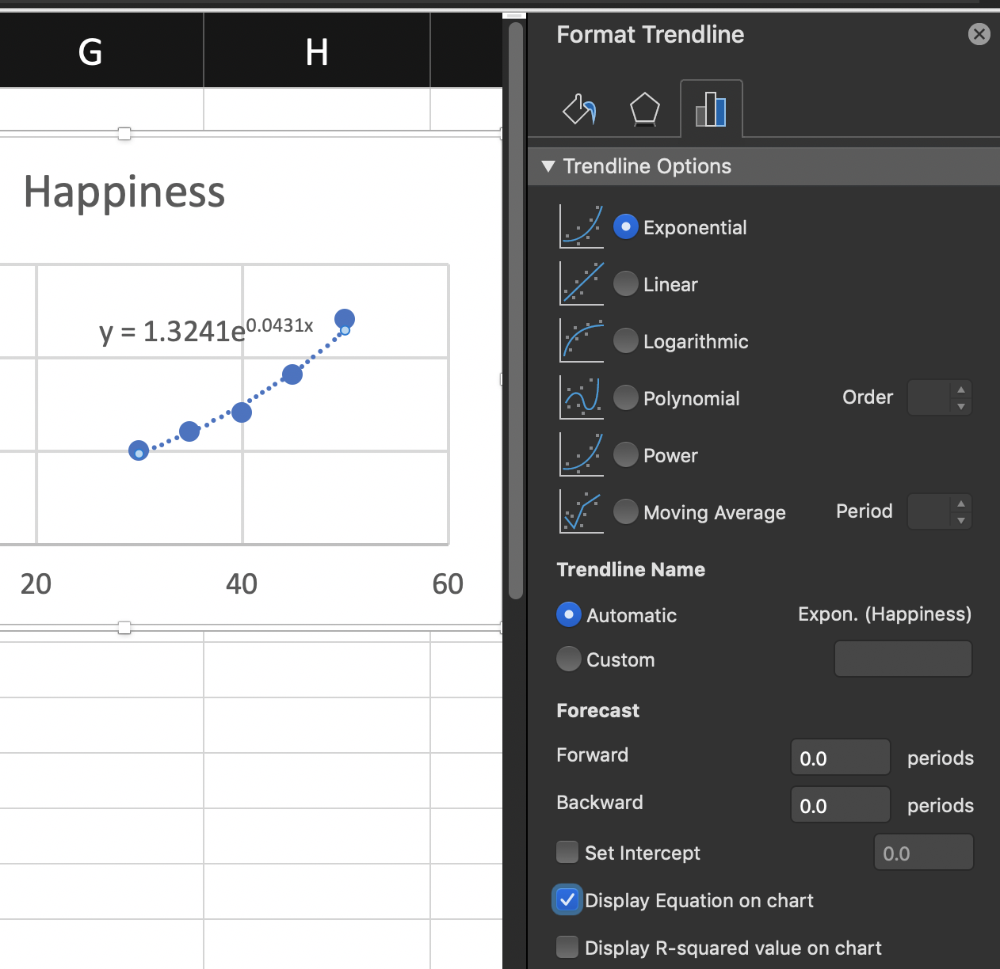 G
H
Happiness
y = 1.3241e^0.0431x
20
40
60
Format Trendline
Trendline Options
Exponential
Linear
Logarithmic
Polynomial Order
Power
Moving Average Period
Trendline Name
Automatic Expon. (Happiness)
Custom
Forecast
Forward 0.0 periods
Backward 0.0 periods
Set Intercept 0.0
Display Equation on chart
Display R-squared value on chart